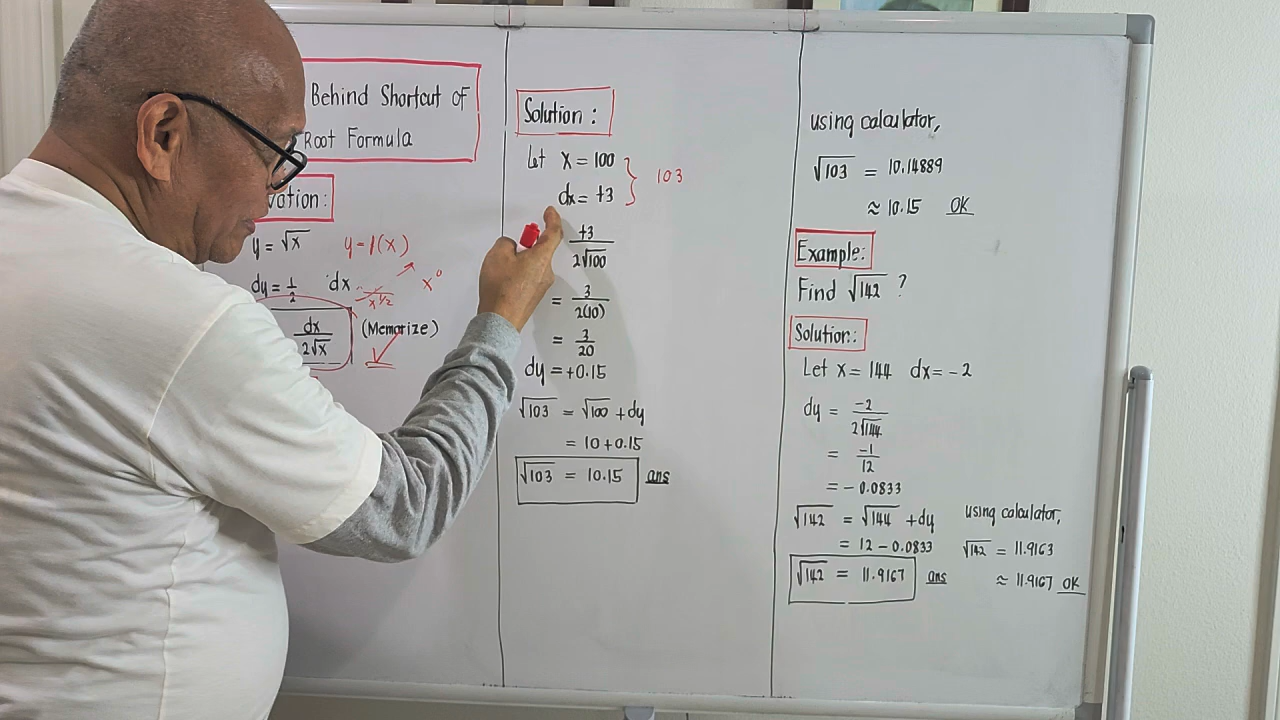 Behind Shortcut of
Root Formula
vation:
y = √x y = f(x)
dy = 1/2 dx / x^1/2 x^0
dx / 2√x (Memorize)
Solution:
Let x = 100
dx = +3 } 103
+3 / 2√100
= 3 / 2(10)
= 3 / 20
dy = +0.15
√103 = √100 + dy
= 10 + 0.15
√103 = 10.15 ans
using calculator,
√103 = 10.14889
≈ 10.15 OK
Example:
Find √142 ?
Solution:
Let x = 144 dx = -2
dy = -2 / 2√144
= -1 / 12
= -0.0833
√142 = √144 + dy
= 12 - 0.0833
√142 = 11.9167 ans
using calculator,
√142 = 11.9163
≈ 11.9167 OK